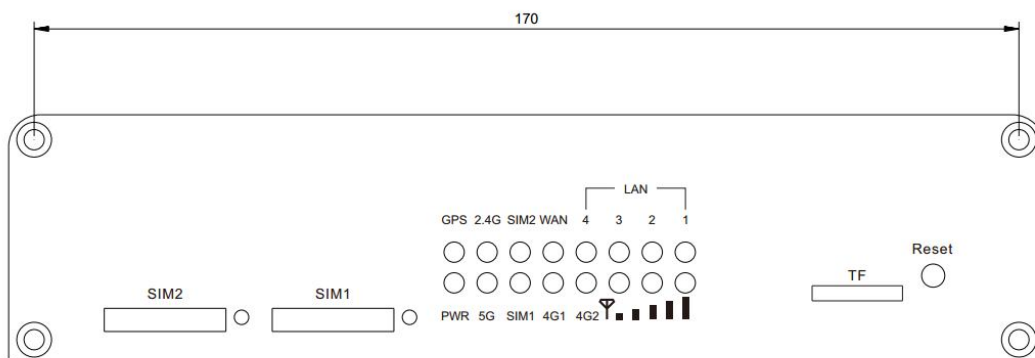 170
LAN
GPS 2.4G SIM2 WAN 4 3 2 1
Reset
TF
SIM2 SIM1
PWR 5G SIM1 4G1 4G2